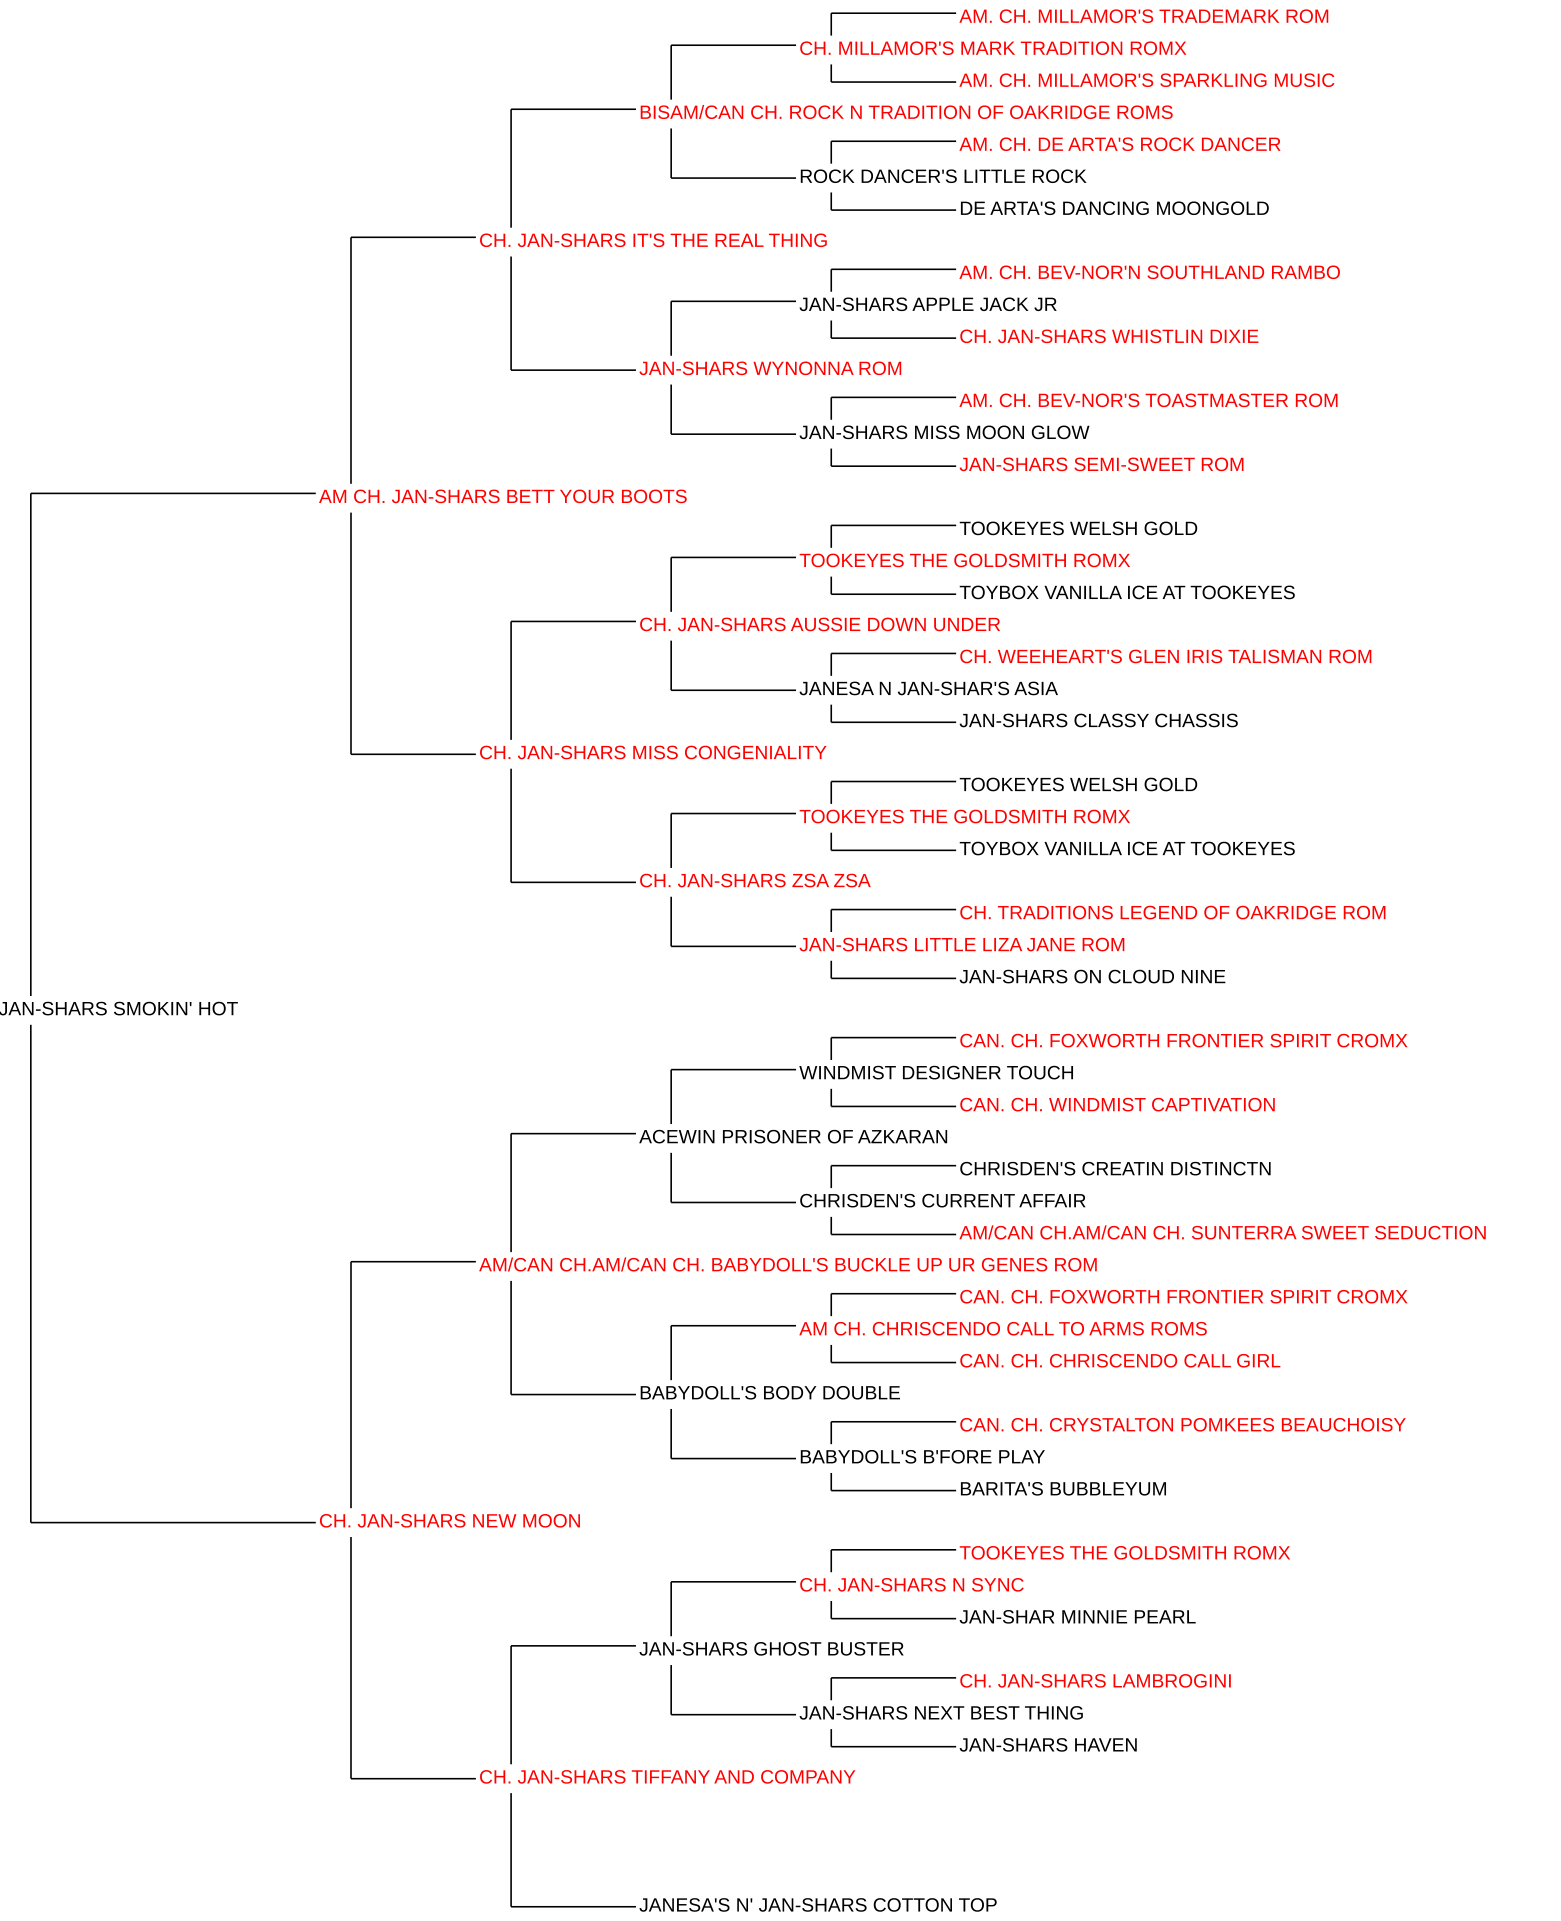 AM. CH. MILLAMOR'S TRADEMARK ROM
CH. MILLAMOR'S MARK TRADITION ROMX
AM. CH. MILLAMOR'S SPARKLING MUSIC
BISAM/CAN CH. ROCK N TRADITION OF OAKRIDGE ROMS
AM. CH. DE ARTA'S ROCK DANCER
ROCK DANCER'S LITTLE ROCK
DE ARTA'S DANCING MOONGOLD
CH. JAN-SHARS IT'S THE REAL THING
AM. CH. BEV-NOR'N SOUTHLAND RAMBO
JAN-SHARS APPLE JACK JR
CH. JAN-SHARS WHISTLIN DIXIE
JAN-SHARS WYNONNA ROM
AM. CH. BEV-NOR'S TOASTMASTER ROM
JAN-SHARS MISS MOON GLOW
JAN-SHARS SEMI-SWEET ROM
AM CH. JAN-SHARS BETT YOUR BOOTS
TOOKEYES WELSH GOLD
TOOKEYES THE GOLDSMITH ROMX
TOYBOX VANILLA ICE AT TOOKEYES
CH. JAN-SHARS AUSSIE DOWN UNDER
CH. WEEHEART'S GLEN IRIS TALISMAN ROM
JANESA N JAN-SHAR'S ASIA
JAN-SHARS CLASSY CHASSIS
CH. JAN-SHARS MISS CONGENIALITY
TOOKEYES WELSH GOLD
TOOKEYES THE GOLDSMITH ROMX
TOYBOX VANILLA ICE AT TOOKEYES
CH. JAN-SHARS ZSA ZSA
CH. TRADITIONS LEGEND OF OAKRIDGE ROM
JAN-SHARS LITTLE LIZA JANE ROM
JAN-SHARS ON CLOUD NINE
JAN-SHARS SMOKIN' HOT
CAN. CH. FOXWORTH FRONTIER SPIRIT CROMX
WINDMIST DESIGNER TOUCH
CAN. CH. WINDMIST CAPTIVATION
ACEWIN PRISONER OF AZKARAN
CHRISDEN'S CREATIN DISTINCTN
CHRISDEN'S CURRENT AFFAIR
AM/CAN CH.AM/CAN CH. SUNTERRA SWEET SEDUCTION
AM/CAN CH.AM/CAN CH. BABYDOLL'S BUCKLE UP UR GENES ROM
CAN. CH. FOXWORTH FRONTIER SPIRIT CROMX
AM CH. CHRISCENDO CALL TO ARMS ROMS
CAN. CH. CHRISCENDO CALL GIRL
BABYDOLL'S BODY DOUBLE
CAN. CH. CRYSTALTON POMKEES BEAUCHOISY
BABYDOLL'S B'FORE PLAY
BARITA'S BUBBLEYUM
CH. JAN-SHARS NEW MOON
TOOKEYES THE GOLDSMITH ROMX
CH. JAN-SHARS N SYNC
JAN-SHAR MINNIE PEARL
JAN-SHARS GHOST BUSTER
CH. JAN-SHARS LAMBROGINI
JAN-SHARS NEXT BEST THING
JAN-SHARS HAVEN
CH. JAN-SHARS TIFFANY AND COMPANY
JANESA'S N' JAN-SHARS COTTON TOP